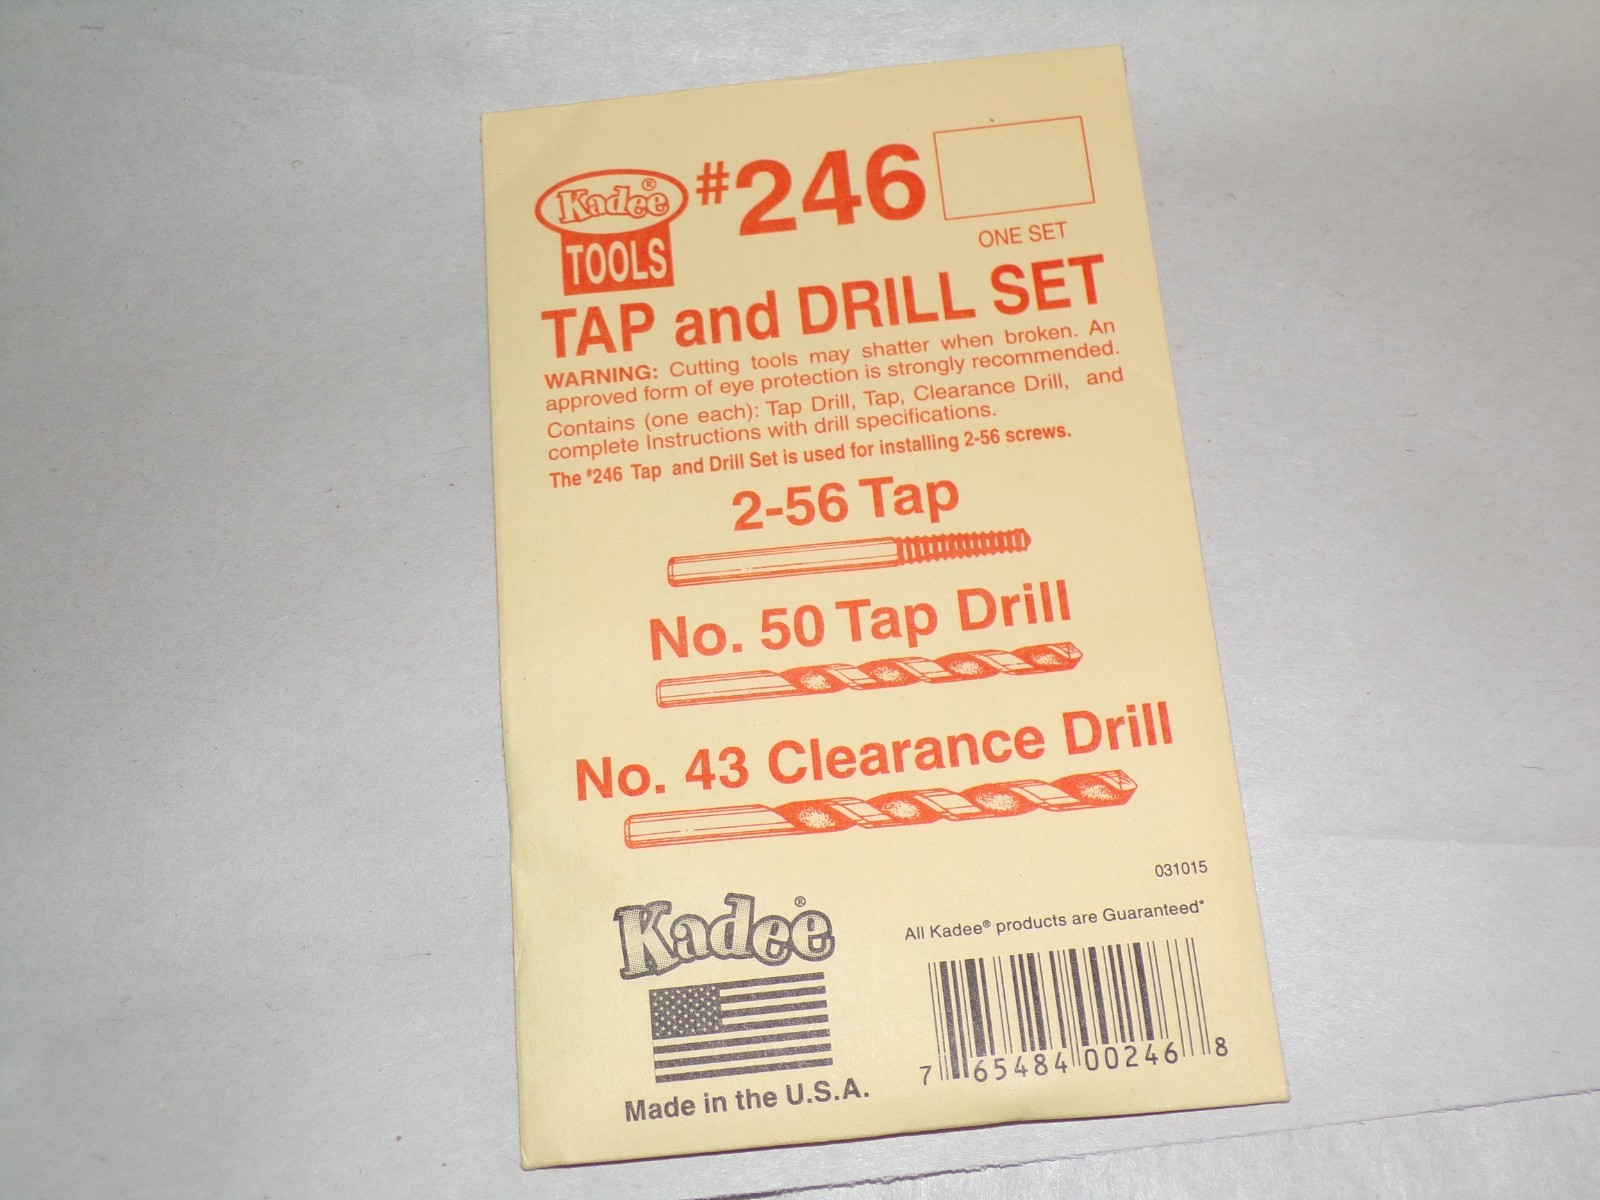 Kadee®
TOOLS
#246
ONE SET
TAP and DRILL SET
WARNING: Cutting tools may shatter when broken. An
approved form of eye protection is strongly recommended.
Contains (one each): Tap Drill, Tap, Clearance Drill, and
complete Instructions with drill specifications.
The #246 Tap and Drill Set is used for installing 2-56 screws.
2-56 Tap
No. 50 Tap Drill
No. 43 Clearance Drill
031015
Kadee®
All Kadee® products are Guaranteed*
Made in the U.S.A.
7 65484 00246 8